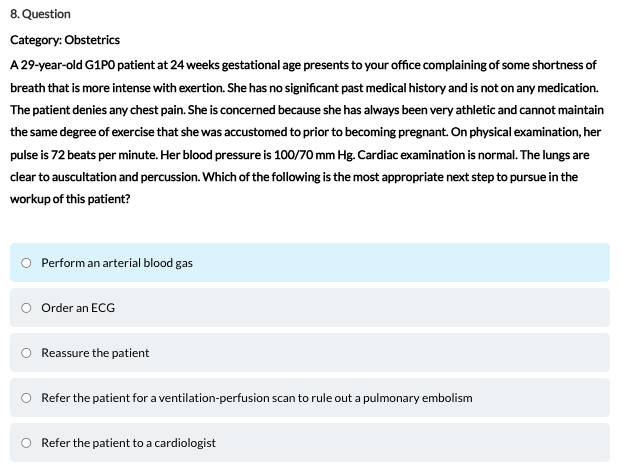 8. Question
Category: Obstetrics
A 29-year-old G1P0 patient at 24 weeks gestational age presents to your office complaining of some shortness of
breath that is more intense with exertion. She has no significant past medical history and is not on any medication.
The patient denies any chest pain. She is concerned because she has always been very athletic and cannot maintain
the same degree of exercise that she was accustomed to prior to becoming pregnant. On physical examination, her
pulse is 72 beats per minute. Her blood pressure is 100/70 mm Hg. Cardiac examination is normal. The lungs are
clear to auscultation and percussion. Which of the following is the most appropriate next step to pursue in the
workup of this patient?
Perform an arterial blood gas
Order an ECG
Reassure the patient
Refer the patient for a ventilation-perfusion scan to rule out a pulmonary embolism
Refer the patient to a cardiologist